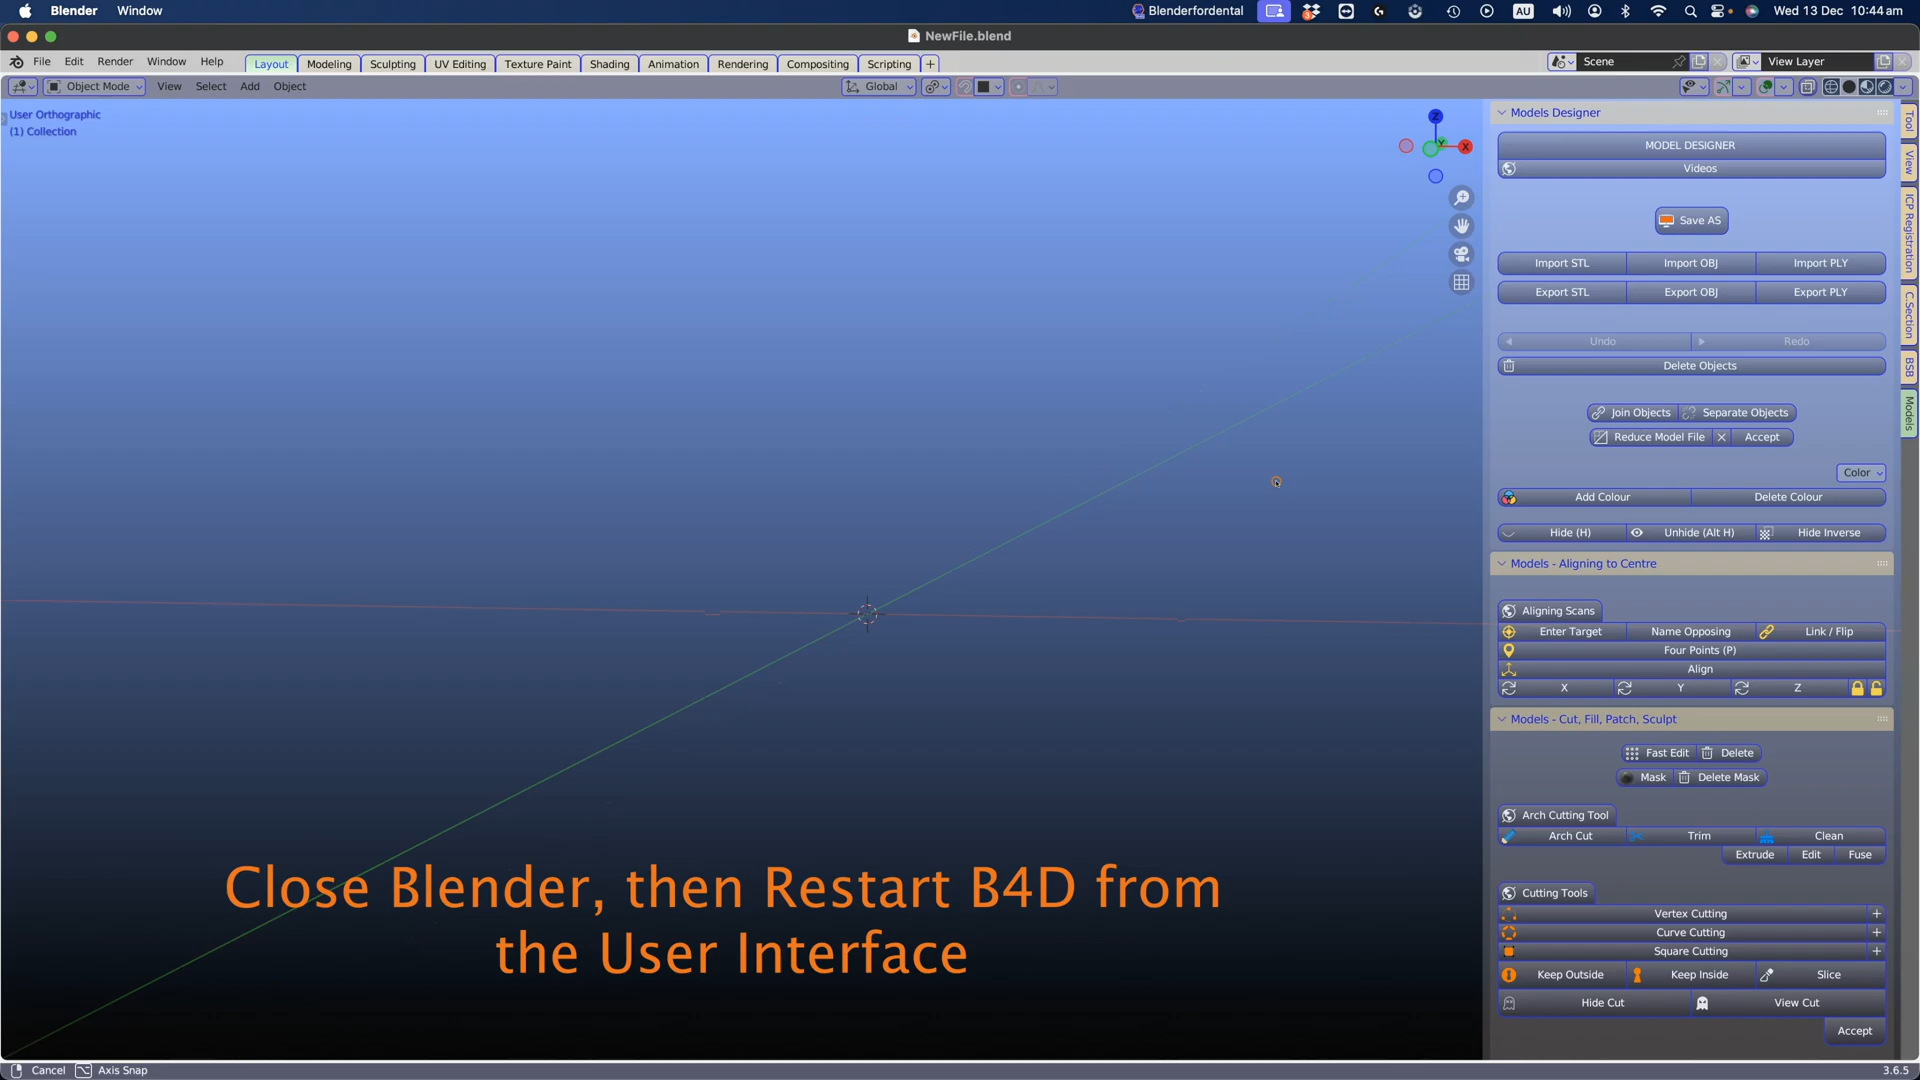 Blender Window
Blenderfordental
AU
Wed 13 Dec 10:44am
NewFile.blend
File Edit Render Window Help
Layout Modeling Sculpting UV Editing Texture Paint Shading Animation Rendering Compositing Scripting +
Scene
View Layer
Object Mode View Select Add Object
Global
User Orthographic
(1) Collection
Z
Y
X
Tool
View
ICP Registration
C.Section
BSB
Models
Models Designer
MODEL DESIGNER
Videos
Save AS
Import STL Import OBJ Import PLY
Export STL Export OBJ Export PLY
Undo Redo
Delete Objects
Join Objects Separate Objects
Reduce Model File Accept
Color
Add Colour Delete Colour
Hide (H) Unhide (Alt H) Hide Inverse
Models - Aligning to Centre
Aligning Scans
Enter Target Name Opposing Link / Flip
Four Points (P)
Align
X Y Z
Models - Cut, Fill, Patch, Sculpt
Fast Edit Delete
Mask Delete Mask
Arch Cutting Tool
Arch Cut Trim Clean
Extrude Edit Fuse
Cutting Tools
Vertex Cutting +
Curve Cutting +
Square Cutting +
Keep Outside Keep Inside Slice
Hide Cut View Cut
Accept
Close Blender, then Restart B4D from
the User Interface
Cancel Axis Snap
3.6.5